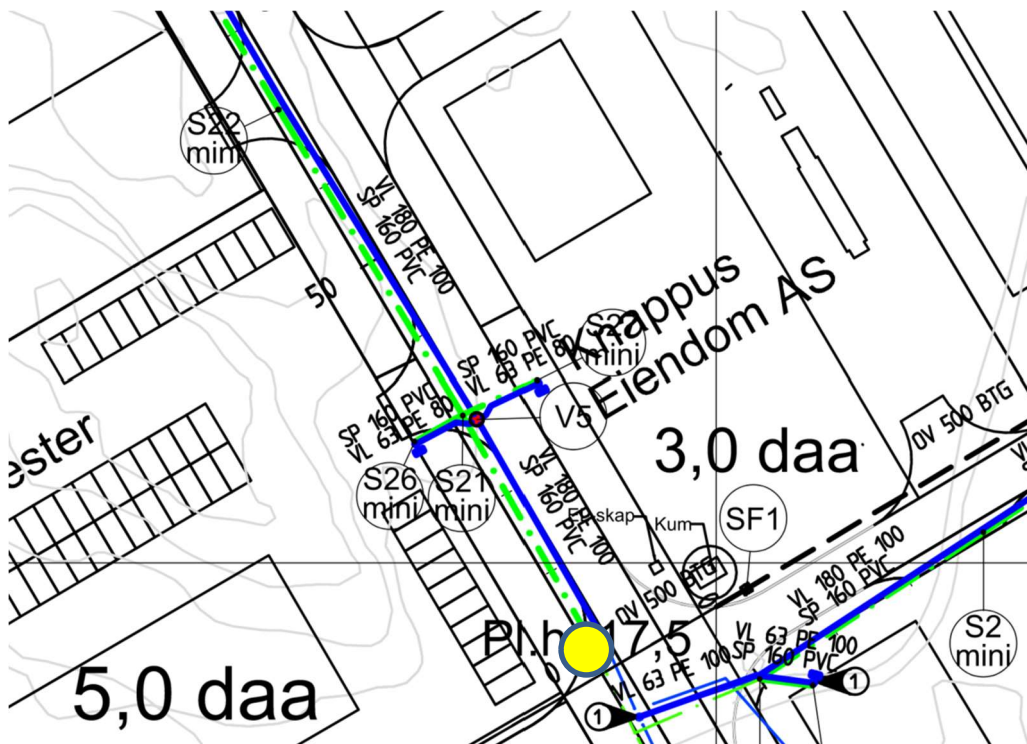 S22
mini
VL 180 PE 100
SP 160 PVC
50
Knappus
Eiendom AS
mini
SP 160 PVC
VL 63 PE 80
SP 160 PVC
VL 63 PE 80
V5
ester
3,0 daa
OV 500 BTG
S26
mini
S21
mini
VL 180 PE 100
SP 160 PVC
skap
Kum
SF1
OV 500 BTG
VL 180 PE 100
SP 160 PVC
S2
mini
Pl.h 17,5
0
VL 63 PE 100
SP 160 PVC
VL 63 PE 100
5,0 daa
1
1